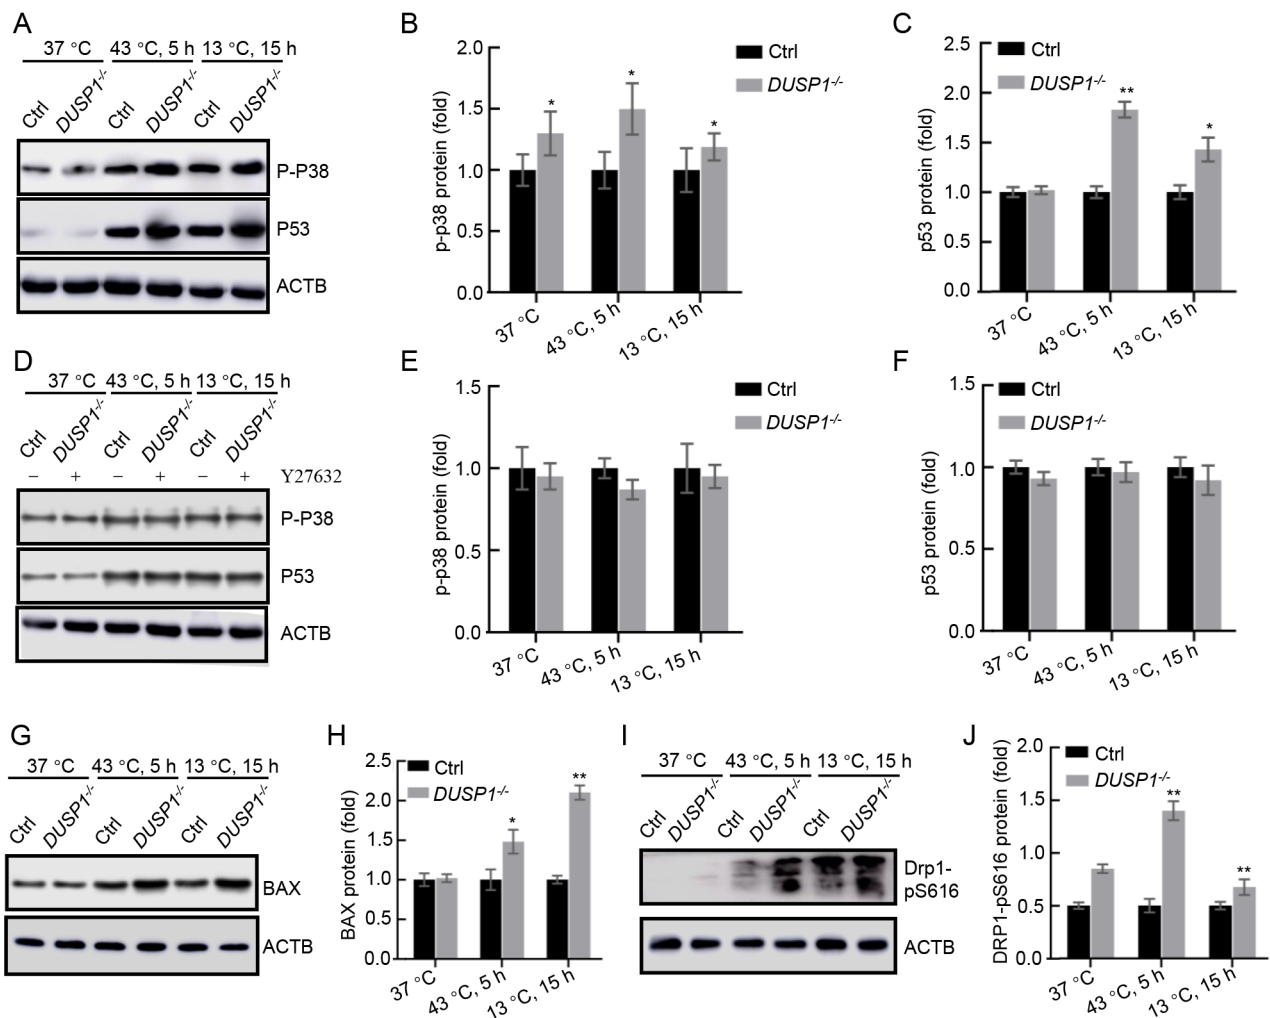 A
37 °C 43 °C, 5 h 13 °C, 15 h
Ctrl DUSP1-/- Ctrl DUSP1-/- Ctrl DUSP1-/-
P-P38
P53
ACTB
B
p-p38 protein (fold)
2.0
1.5
1.0
0.5
0.0
Ctrl
DUSP1-/-
* * *
37 °C 43 °C, 5 h 13 °C, 15 h
C
p53 protein (fold)
2.5
2.0
1.5
1.0
0.5
0.0
Ctrl
DUSP1-/-
** *
37 °C 43 °C, 5 h 13 °C, 15 h
D
37 °C 43 °C, 5 h 13 °C, 15 h
Ctrl DUSP1-/- Ctrl DUSP1-/- Ctrl DUSP1-/-
– + – + – + Y27632
P-P38
P53
ACTB
E
p-p38 protein (fold)
1.5
1.0
0.5
0.0
Ctrl
DUSP1-/-
37 °C 43 °C, 5 h 13 °C, 15 h
F
p53 protein (fold)
1.5
1.0
0.5
0.0
Ctrl
DUSP1-/-
37 °C 43 °C, 5 h 13 °C, 15 h
G
37 °C 43 °C, 5 h 13 °C, 15 h
Ctrl DUSP1-/- Ctrl DUSP1-/- Ctrl DUSP1-/-
BAX
ACTB
H
BAX protein (fold)
2.5
2.0
1.5
1.0
0.5
0.0
Ctrl
DUSP1-/-
* **
37 °C 43 °C, 5 h 13 °C, 15 h
I
37 °C 43 °C, 5 h 13 °C, 15 h
Ctrl DUSP1-/- Ctrl DUSP1-/- Ctrl DUSP1-/-
Drp1-
pS616
ACTB
J
DRP1-pS616 protein (fold)
2.0
1.5
1.0
0.5
0.0
Ctrl
DUSP1-/-
** **
37 °C 43 °C, 5 h 13 °C, 15 h